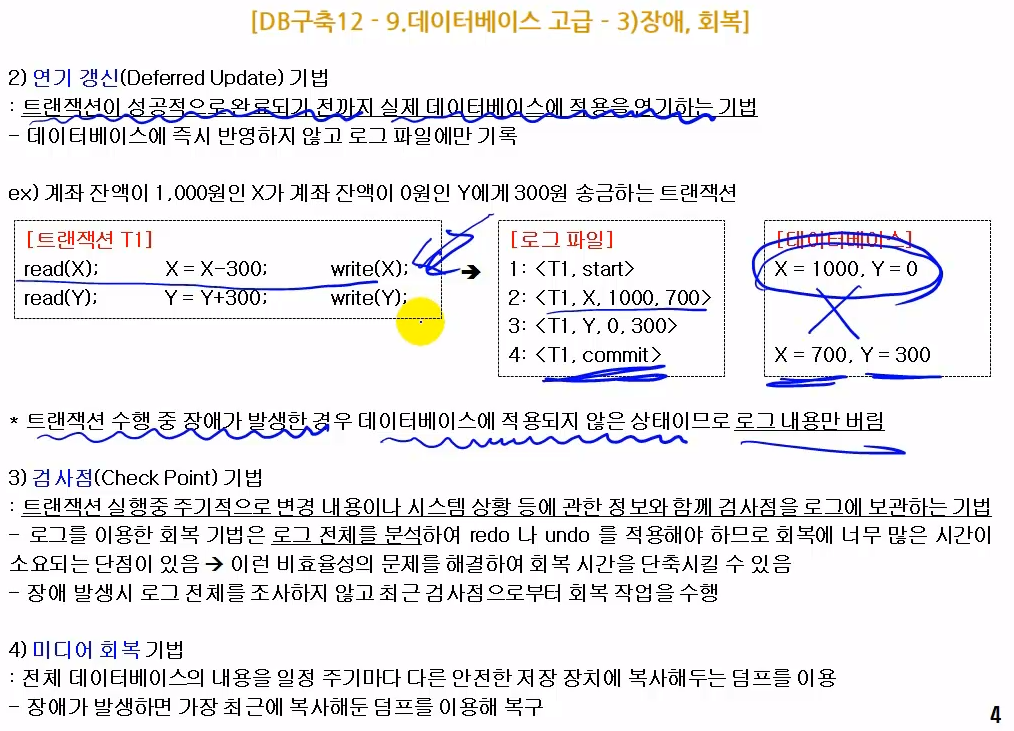 [DB구축12 - 9.데이터베이스 고급 - 3)장애, 회복]
2) 연기 갱신(Deferred Update) 기법
: 트랜잭션이 성공적으로 완료되기 전까지 실제 데이터베이스에 적용을 연기하는 기법
- 데이터베이스에 즉시 반영하지 않고 로그 파일에만 기록
ex) 계좌 잔액이 1,000원인 X가 계좌 잔액이 0원인 Y에게 300원 송금하는 트랜잭션
[트랜잭션 T1]
read(X); X = X-300; write(X);
read(Y); Y = Y+300; write(Y);
➔
[로그 파일]
1: <T1, start>
2: <T1, X, 1000, 700>
3: <T1, Y, 0, 300>
4: <T1, commit>
[데이터베이스]
X = 1000, Y = 0
X = 700, Y = 300
* 트랜잭션 수행 중 장애가 발생한 경우 데이터베이스에 적용되지 않은 상태이므로 로그 내용만 버림
3) 검사점(Check Point) 기법
: 트랜잭션 실행중 주기적으로 변경 내용이나 시스템 상황 등에 관한 정보와 함께 검사점을 로그에 보관하는 기법
- 로그를 이용한 회복 기법은 로그 전체를 분석하여 redo 나 undo 를 적용해야 하므로 회복에 너무 많은 시간이
소요되는 단점이 있음 ➔ 이런 비효율성의 문제를 해결하여 회복 시간을 단축시킬 수 있음
- 장애 발생시 로그 전체를 조사하지 않고 최근 검사점으로부터 회복 작업을 수행
4) 미디어 회복 기법
: 전체 데이터베이스의 내용을 일정 주기마다 다른 안전한 저장 장치에 복사해두는 덤프를 이용
- 장애가 발생하면 가장 최근에 복사해둔 덤프를 이용해 복구
4